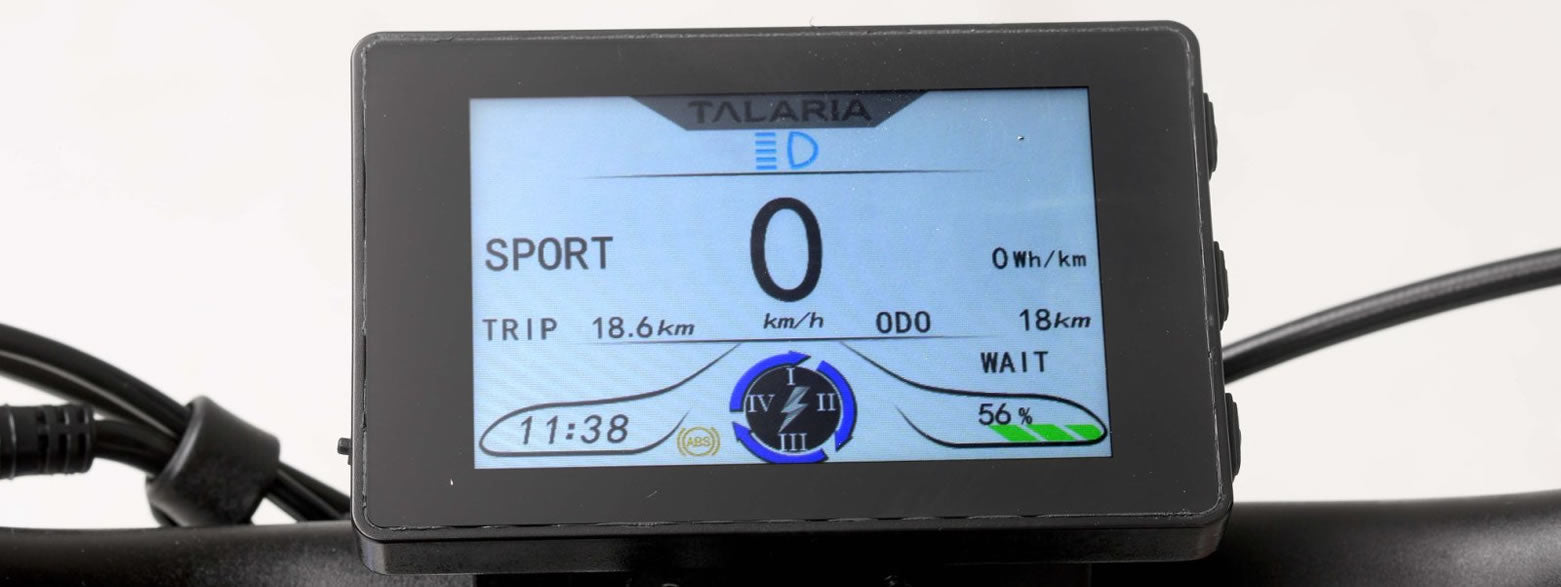 TALARIA
0
SPORT
0Wh/km
TRIP 18.6km km/h ODO 18km
WAIT
I
IV II
III
56%
11:38
ABS